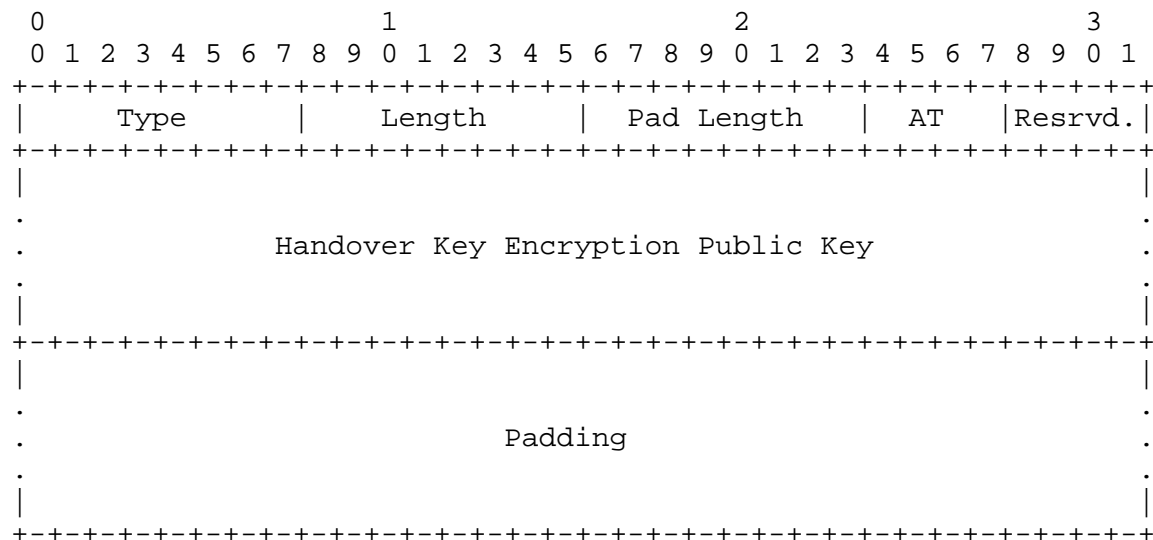 0                   1                   2                   3
 0 1 2 3 4 5 6 7 8 9 0 1 2 3 4 5 6 7 8 9 0 1 2 3 4 5 6 7 8 9 0 1
+-+-+-+-+-+-+-+-+-+-+-+-+-+-+-+-+-+-+-+-+-+-+-+-+-+-+-+-+-+-+-+-+
|     Type      |    Length     |  Pad Length   |  AT   |Resrvd.|
+-+-+-+-+-+-+-+-+-+-+-+-+-+-+-+-+-+-+-+-+-+-+-+-+-+-+-+-+-+-+-+-+
|                                                               |
.                                                               .
.              Handover Key Encryption Public Key               .
.                                                               .
|                                                               |
+-+-+-+-+-+-+-+-+-+-+-+-+-+-+-+-+-+-+-+-+-+-+-+-+-+-+-+-+-+-+-+-+
|                                                               |
.                                                               .
.                           Padding                             .
.                                                               .
|                                                               |
+-+-+-+-+-+-+-+-+-+-+-+-+-+-+-+-+-+-+-+-+-+-+-+-+-+-+-+-+-+-+-+-+